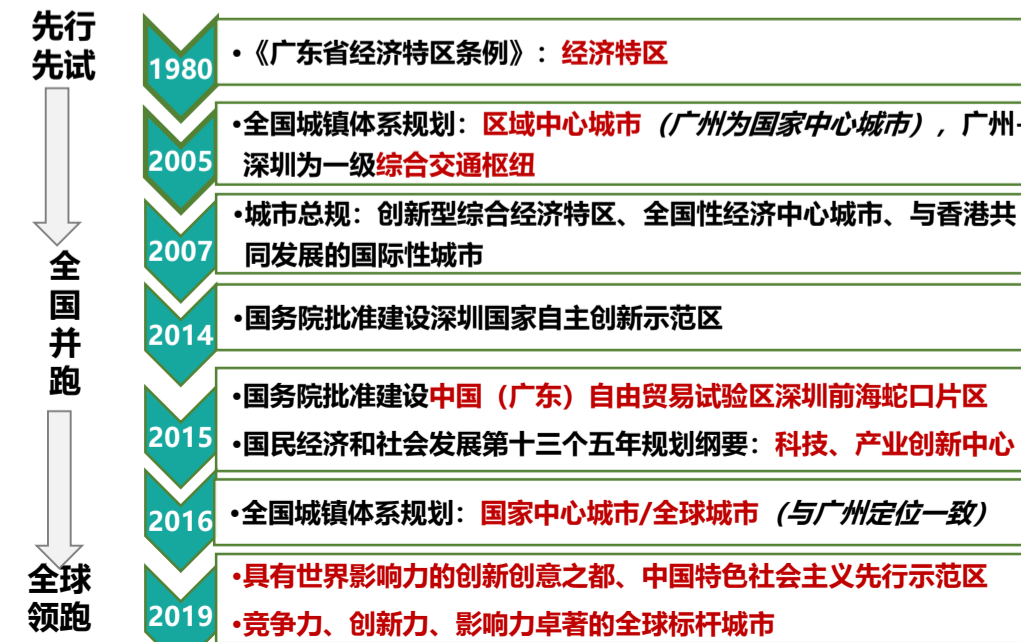 先行
先试
全
国
并
跑
全球
领跑
1980
•《广东省经济特区条例》:经济特区
2005
•全国城镇体系规划:区域中心城市(广州为国家中心城市),广州-
深圳为一级综合交通枢纽
2007
•城市总规:创新型综合经济特区、全国性经济中心城市、与香港共
同发展的国际性城市
2014
•国务院批准建设深圳国家自主创新示范区
2015
•国务院批准建设中国(广东)自由贸易试验区深圳前海蛇口片区
•国民经济和社会发展第十三个五年规划纲要:科技、产业创新中心
2016
•全国城镇体系规划:国家中心城市/全球城市(与广州定位一致)
2019
•具有世界影响力的创新创意之都、中国特色社会主义先行示范区
•竞争力、创新力、影响力卓著的全球标杆城市